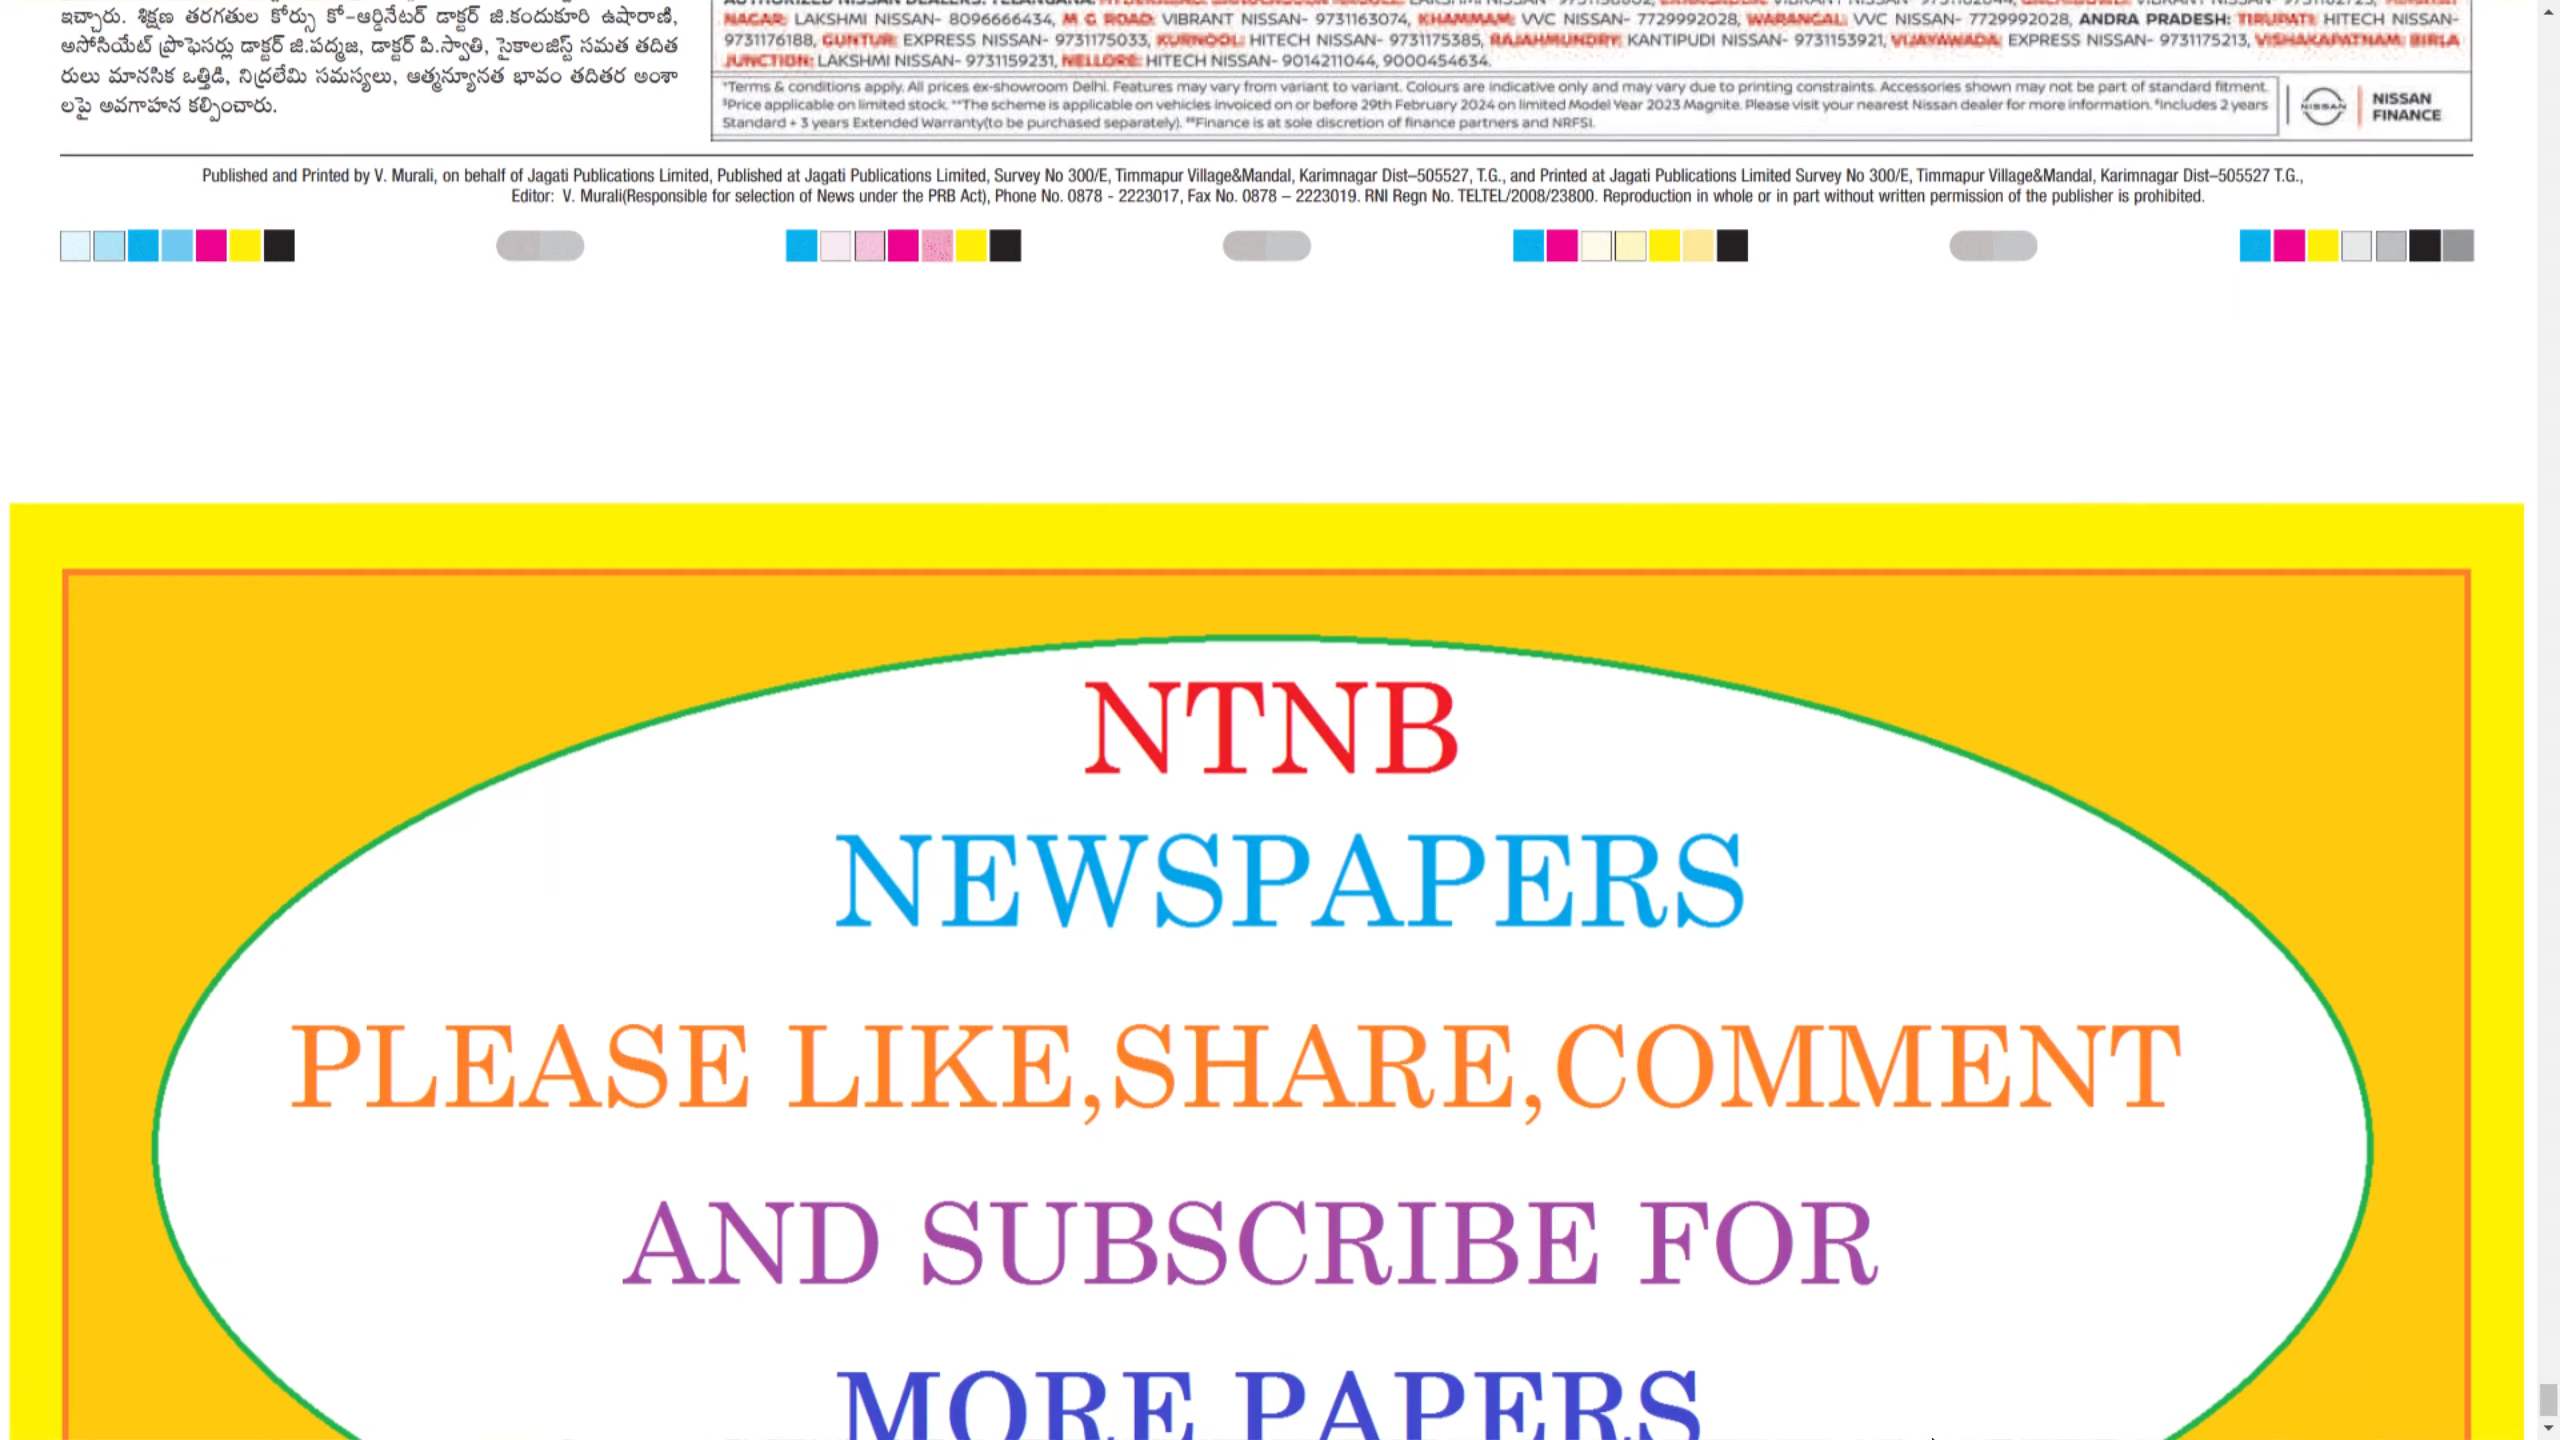 ఇచ్చారు. శిక్షణ తరగతుల కోర్సు కో-ఆర్డినేటర్ డాక్టర్ జి.కందుకూరి ఉషారాణి,
అసోసియేట్ ప్రొఫెసర్లు డాక్టర్ జి.పద్మజ, డాక్టర్ పి.స్వాతి, సైకాలజిస్ట్ సమత తదిత
రులు మానసిక ఒత్తిడి, నిద్రలేమి సమస్యలు, ఆత్మన్యూనత భావం తదితర అంశా
లపై అవగాహన కల్పించారు.
NAGAR: LAKSHMI NISSAN- 8096666434, M G ROAD: VIBRANT NISSAN- 9731163074, KHAMMAM: VVC NISSAN- 7729992028, WARANGAL: VVC NISSAN- 7729992028, ANDRA PRADESH: TIRUPATI: HITECH NISSAN-
9731176188, GUNTUR: EXPRESS NISSAN- 9731175033, KURNOOL: HITECH NISSAN- 9731175385, RAJAHMUNDRY: KANTIPUDI NISSAN- 9731153921, VIJAYAWADA: EXPRESS NISSAN- 9731175213, VISHAKAPATNAM: BIRLA
JUNCTION: LAKSHMI NISSAN- 9731159231, NELLORE: HITECH NISSAN- 9014211044, 9000454634.
*Terms & conditions apply. All prices ex-showroom Delhi. Features may vary from variant to variant. Colours are indicative only and may vary due to printing constraints. Accessories shown may not be part of standard fitment.
$Price applicable on limited stock. **The scheme is applicable on vehicles invoiced on or before 29th February 2024 on limited Model Year 2023 Magnite. Please visit your nearest Nissan dealer for more information. #Includes 2 years
Standard + 3 years Extended Warranty(to be purchased separately). ##Finance is at sole discretion of finance partners and NRFSI.
NISSAN
NISSAN
FINANCE
Published and Printed by V. Murali, on behalf of Jagati Publications Limited, Published at Jagati Publications Limited, Survey No 300/E, Timmapur Village&Mandal, Karimnagar Dist–505527, T.G., and Printed at Jagati Publications Limited Survey No 300/E, Timmapur Village&Mandal, Karimnagar Dist–505527 T.G.,
Editor: V. Murali(Responsible for selection of News under the PRB Act), Phone No. 0878 - 2223017, Fax No. 0878 – 2223019. RNI Regn No. TELTEL/2008/23800. Reproduction in whole or in part without written permission of the publisher is prohibited.
NTNB
NEWSPAPERS
PLEASE LIKE,SHARE,COMMENT
AND SUBSCRIBE FOR
MORE PAPERS